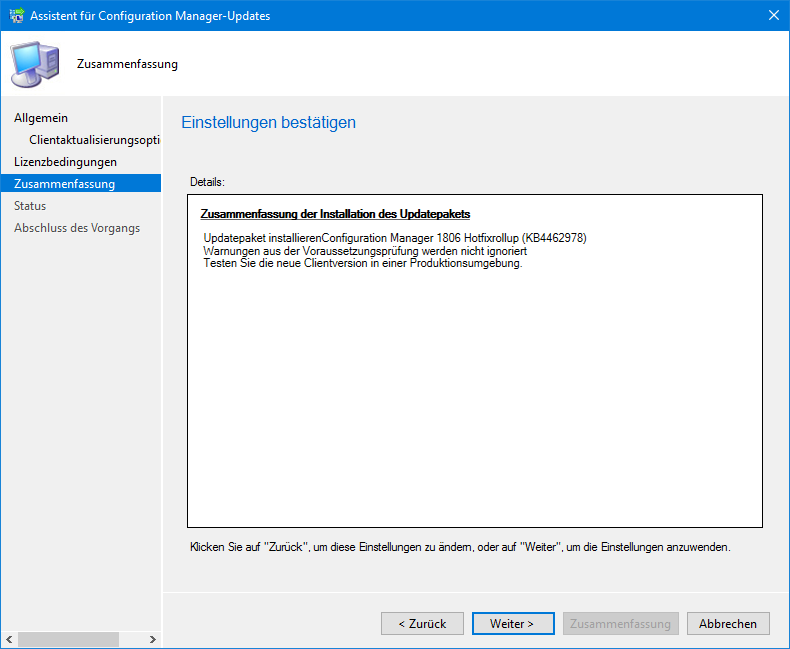 Assistent für Configuration Manager-Updates
Zusammenfassung
Allgemein
Clientaktualisierungsopti
Lizenzbedingungen
Zusammenfassung
Status
Abschluss des Vorgangs
Einstellungen bestätigen
Details:
Zusammenfassung der Installation des Updatepakets
Updatepaket installierenConfiguration Manager 1806 Hotfixrollup (KB4462978)
Warnungen aus der Voraussetzungsprüfung werden nicht ignoriert
Testen Sie die neue Clientversion in einer Produktionsumgebung.
Klicken Sie auf "Zurück", um diese Einstellungen zu ändern, oder auf "Weiter", um die Einstellungen anzuwenden.
< Zurück
Weiter >
Zusammenfassung
Abbrechen